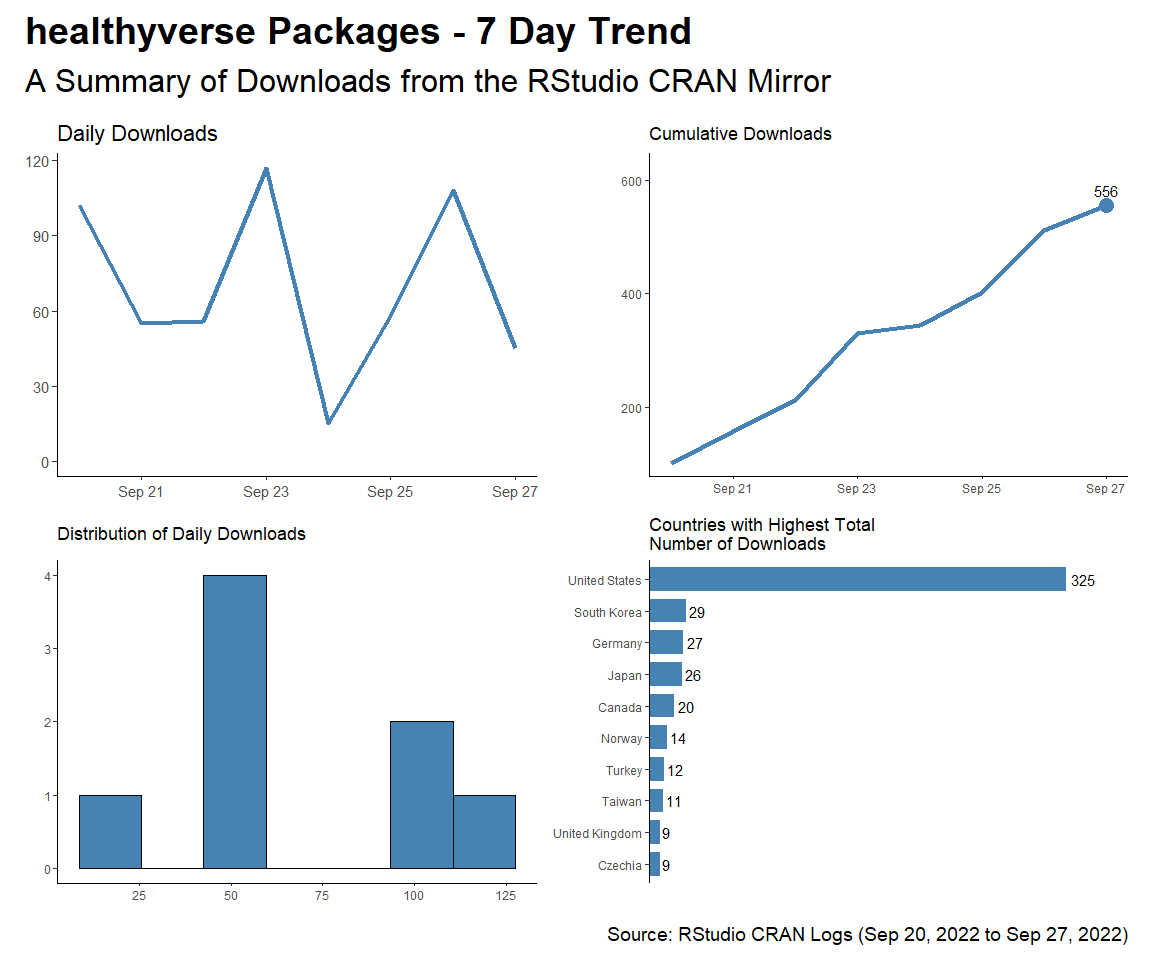 healthyverse Packages - 7 Day Trend
A Summary of Downloads from the RStudio CRAN Mirror
Daily Downloads
120
90
60
30
0
Sep 21 Sep 23 Sep 25 Sep 27
Cumulative Downloads
600
400
200
556
Sep 21 Sep 23 Sep 25 Sep 27
Distribution of Daily Downloads
4
3
2
1
0
25 50 75 100 125
Countries with Highest Total
Number of Downloads
United States 325
South Korea 29
Germany 27
Japan 26
Canada 20
Norway 14
Turkey 12
Taiwan 11
United Kingdom 9
Czechia 9
Source: RStudio CRAN Logs (Sep 20, 2022 to Sep 27, 2022)